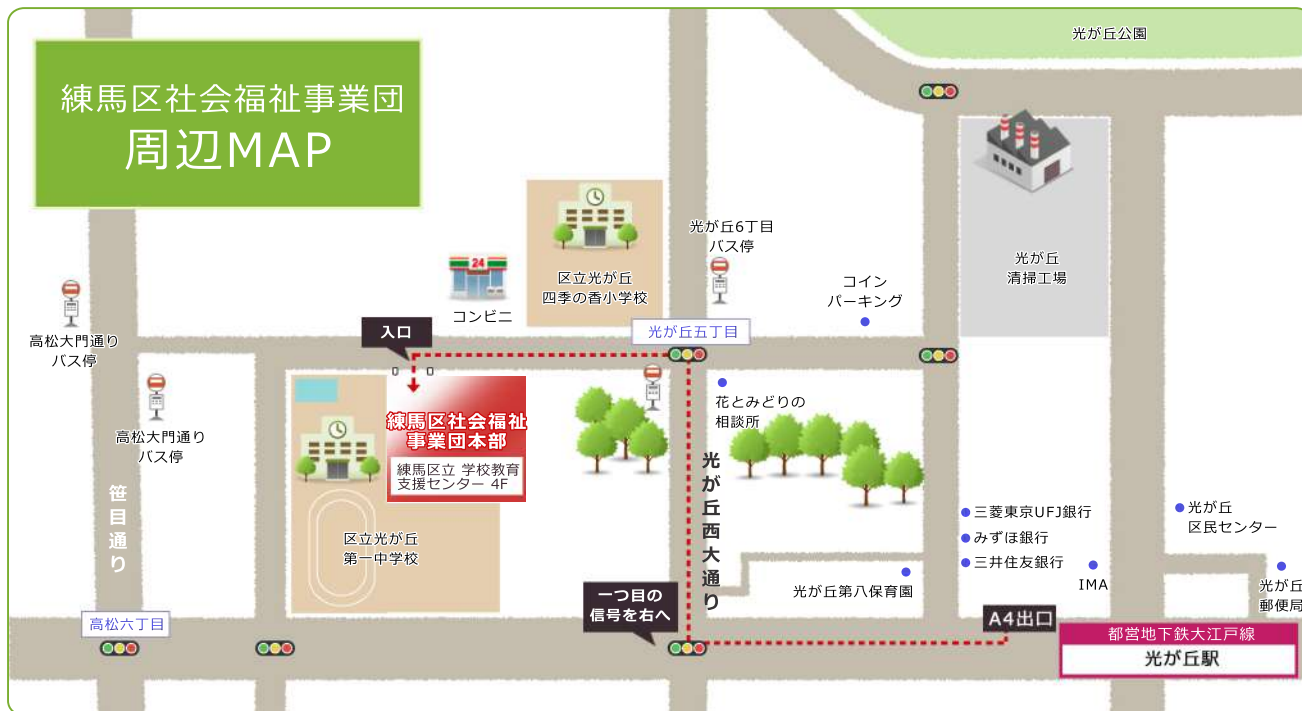 練馬区社会福祉事業団
周辺MAP
光が丘公園
光が丘6丁目
バス停
24
コンビニ
区立光が丘
四季の香小学校
コイン
パーキング
光が丘
清掃工場
高松大門通り
バス停
入口
光が丘五丁目
高松大門通り
バス停
練馬区社会福祉
事業団本部
練馬区立 学校教育
支援センター 4F
花とみどりの
相談所
笹目通り
光が丘西大通り
区立光が丘
第一中学校
三菱東京UFJ銀行
みずほ銀行
三井住友銀行
IMA
光が丘
区民センター
光が丘
郵便局
光が丘第八保育園
一つ目の
信号を右へ
高松六丁目
A4出口
都営地下鉄大江戸線
光が丘駅